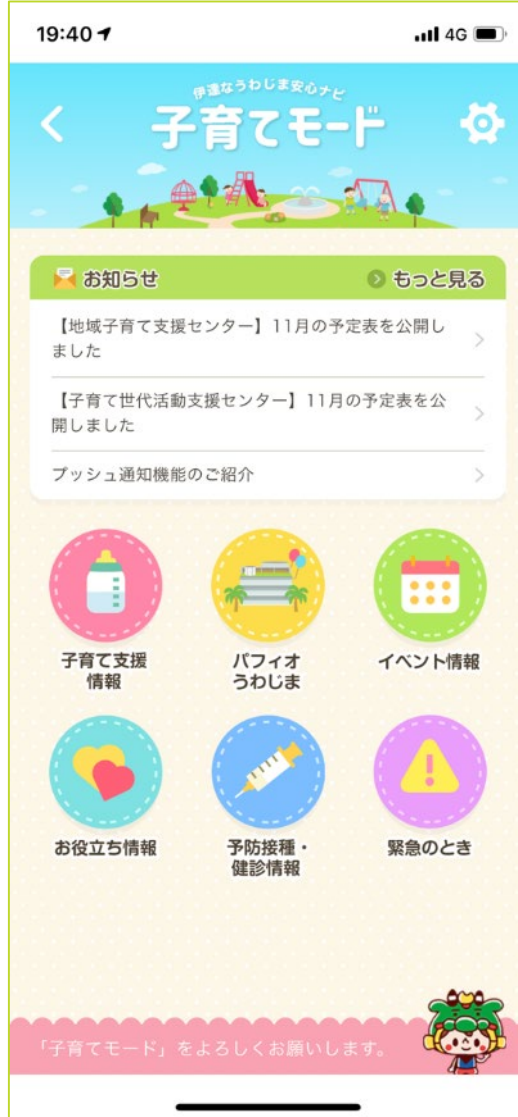 19:40
4G
伊達なうわじま安心ナビ
子育てモード
お知らせ
もっと見る
【地域子育て支援センター】11月の予定表を公開し
ました
【子育て世代活動支援センター】11月の予定表を公
開しました
プッシュ通知機能のご紹介
子育て支援
情報
パフィオ
うわじま
イベント情報
お役立ち情報
予防接種・
健診情報
緊急のとき
「子育てモード」をよろしくお願いします。